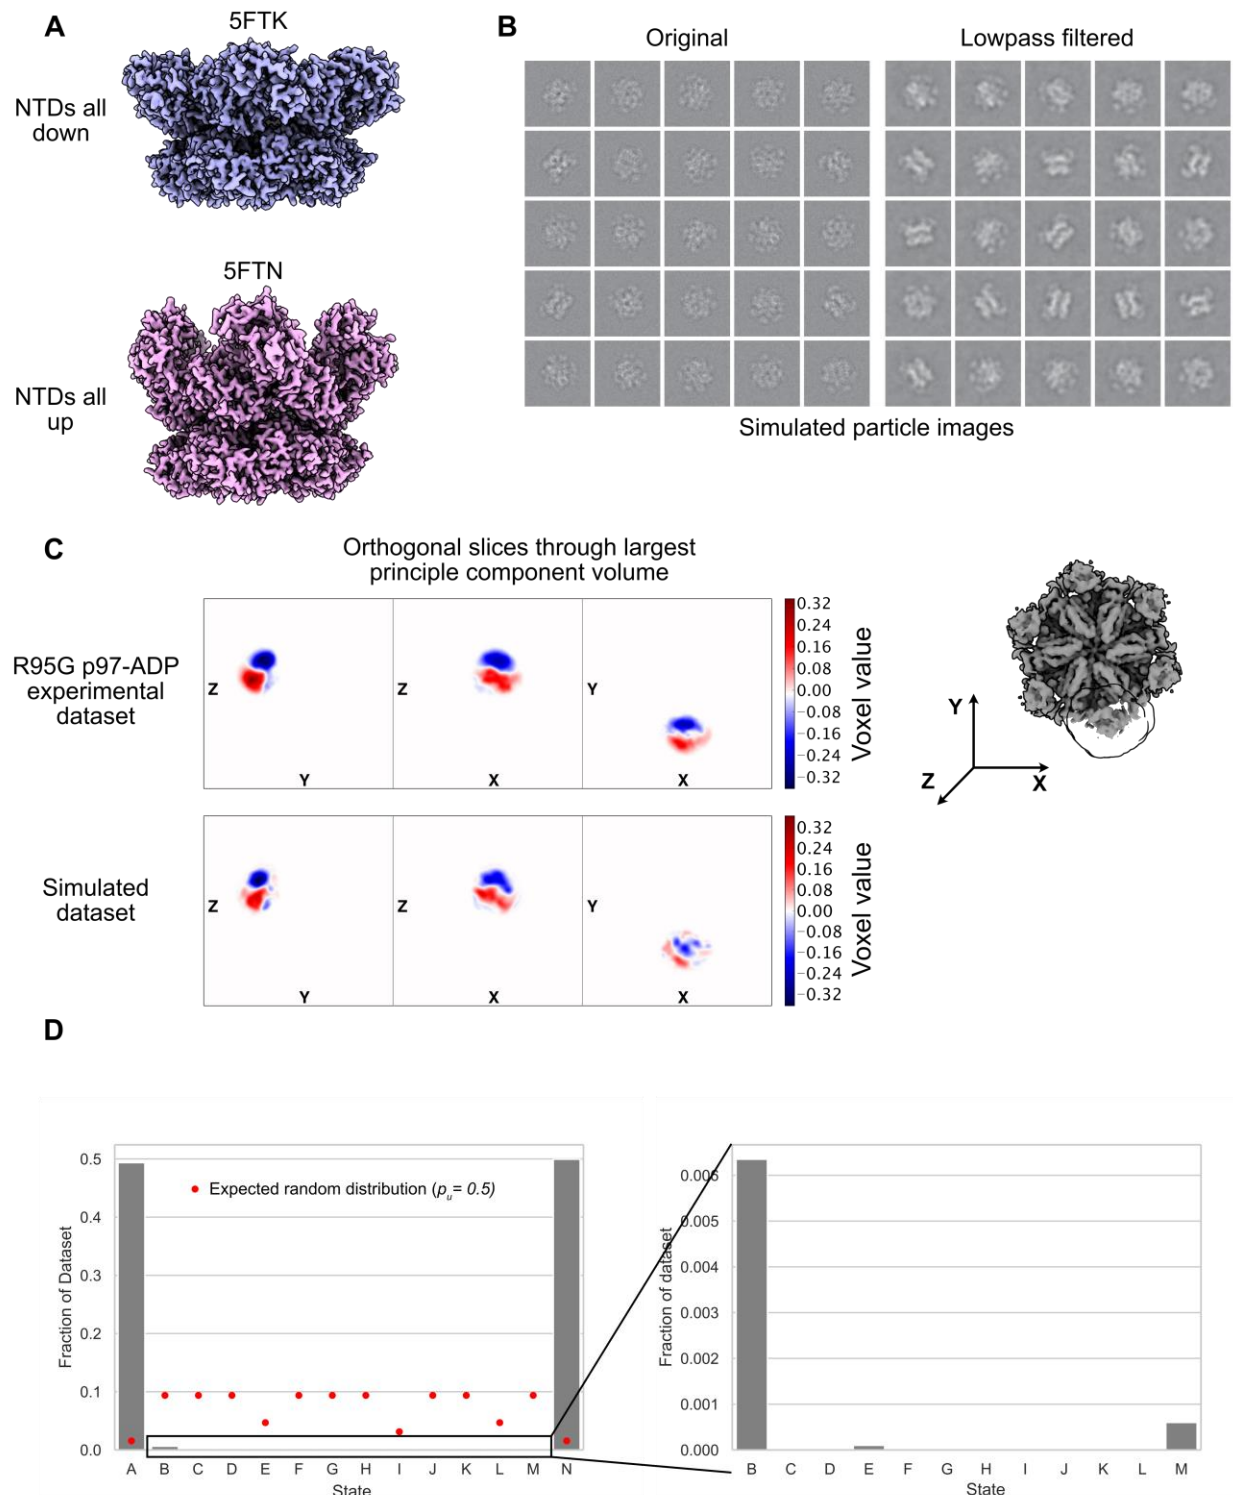 A
5FTK
NTDs all
down
5FTN
NTDs all
up
B
Original
Lowpass filtered
Simulated particle images
C
Orthogonal slices through largest
principle component volume
R95G p97-ADP
experimental
dataset
Z
Y
Z
X
Y
X
0.32
0.24
0.16
0.08
0.00
−0.08
−0.16
−0.24
−0.32
Voxel value
Y
Z
X
Simulated
dataset
Z
Y
Z
X
Y
X
0.32
0.24
0.16
0.08
0.00
−0.08
−0.16
−0.24
−0.32
Voxel value
D
Fraction of Dataset
0.5
0.4
0.3
0.2
0.1
0.0
Expected random distribution (pu= 0.5)
A B C D E F G H I J K L M N
State
Fraction of dataset
0.006
0.005
0.004
0.003
0.002
0.001
0.000
B C D E F G H I J K L M
State